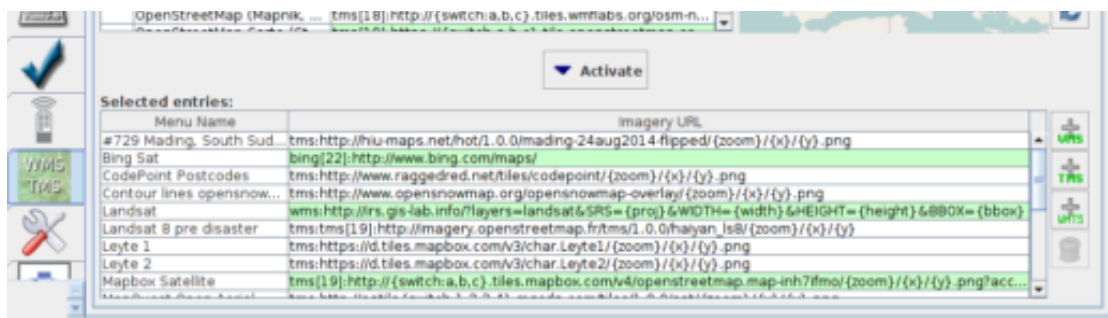 OpenStreetMap (Mapnik, ... tms[18]:http://{switch:a,b,c}.tiles.wmflabs.org/osm-n...
Activate
Selected entries:
Menu Name Imagery URL
#729 Mading, South Sud... tms:http://hiu-maps.net/hot/1.0.0/mading-24aug2014-flipped/{zoom}/{x}/{y}.png
Bing Sat bing[22]:http://www.bing.com/maps/
CodePoint Postcodes tms:http://www.raggedred.net/tiles/codepoint/{zoom}/{x}/{y}.png
Contour lines opensnow... tms:http://www.opensnowmap.org/opensnowmap-overlay/{zoom}/{x}/{y}.png
Landsat wms:http://irs.gis-lab.info/?layers=landsat&SRS={proj}&WIDTH={width}&HEIGHT={height}&BBOX={bbox}
Landsat 8 pre disaster tms:tms[19]:http://imagery.openstreetmap.fr/tms/1.0.0/haiyan_ls8/{zoom}/{x}/{y}
Leyte 1 tms:https://d.tiles.mapbox.com/v3/char.Leyte1/{zoom}/{x}/{y}.png
Leyte 2 tms:https://d.tiles.mapbox.com/v3/char.Leyte2/{zoom}/{x}/{y}.png
Mapbox Satellite tms[19]:http://{switch:a,b,c}.tiles.mapbox.com/v4/openstreetmap.map-inh7ifmo/{zoom}/{x}/{y}.png?acc...
WMS
TMS
WMS
TMS
WMTS